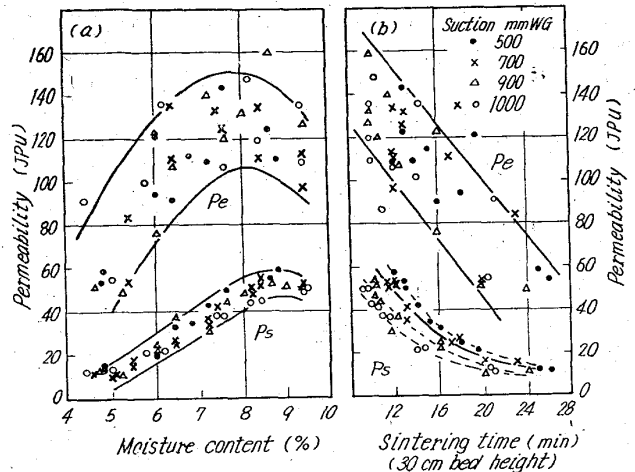 (a)
(b)
Suction mmWG
500
700
900
1000
160
140
120
100
80
60
40
20
0
Permeability (JPU)
Pe
Ps
4 5 6 7 8 9 10
Moisture content (%)
Pe
Ps
12 16 20 24 28
Sintering time (min)
(30 cm bed height)
160
140
120
100
80
60
40
20
0
Permeability (JPU)